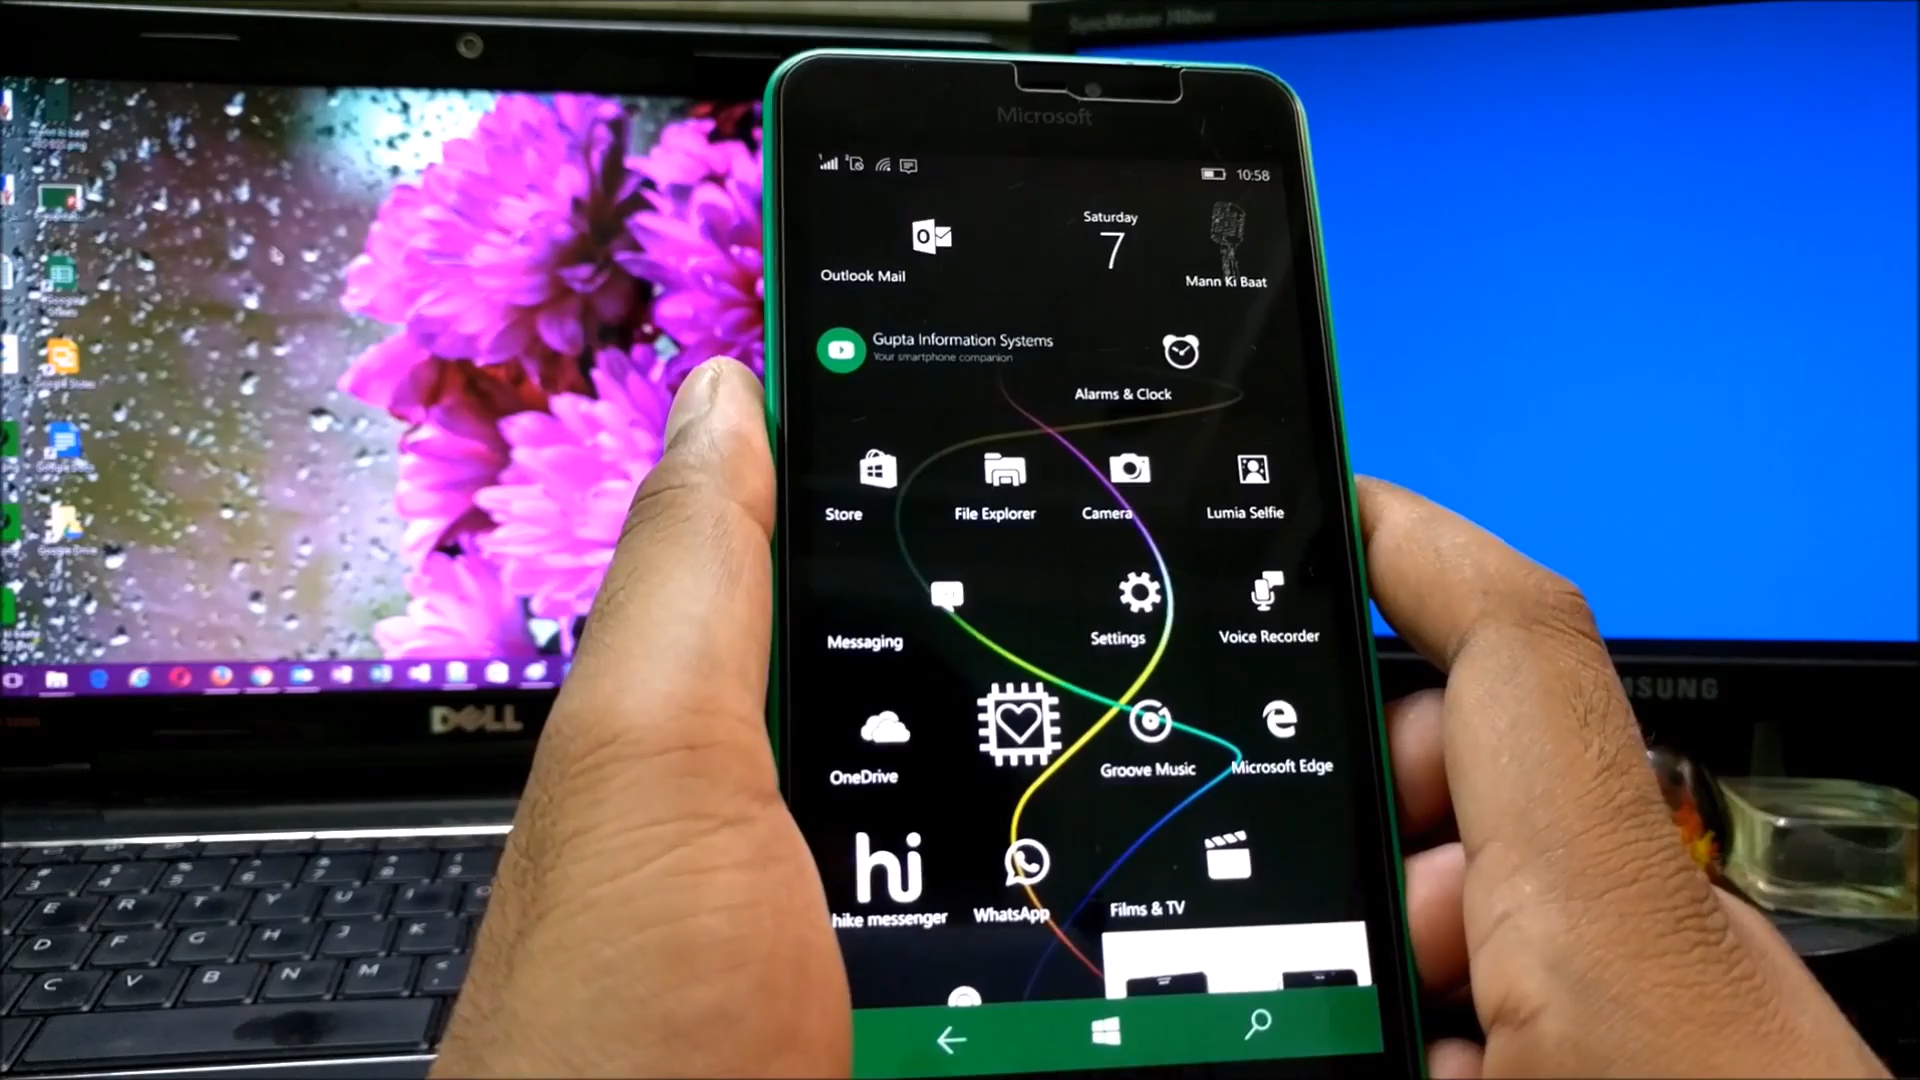 SyncMaster
Microsoft
10:58
Saturday
7
Outlook Mail
Mann Ki Baat
Gupta Information Systems
Your smartphone companion
Alarms & Clock
Store
File Explorer
Camera
Lumia Selfie
Messaging
Settings
Voice Recorder
OneDrive
Groove Music
Microsoft Edge
hi
hike messenger
WhatsApp
Films & TV
DELL
E R T Y U I
D F G H J K
C V B N M